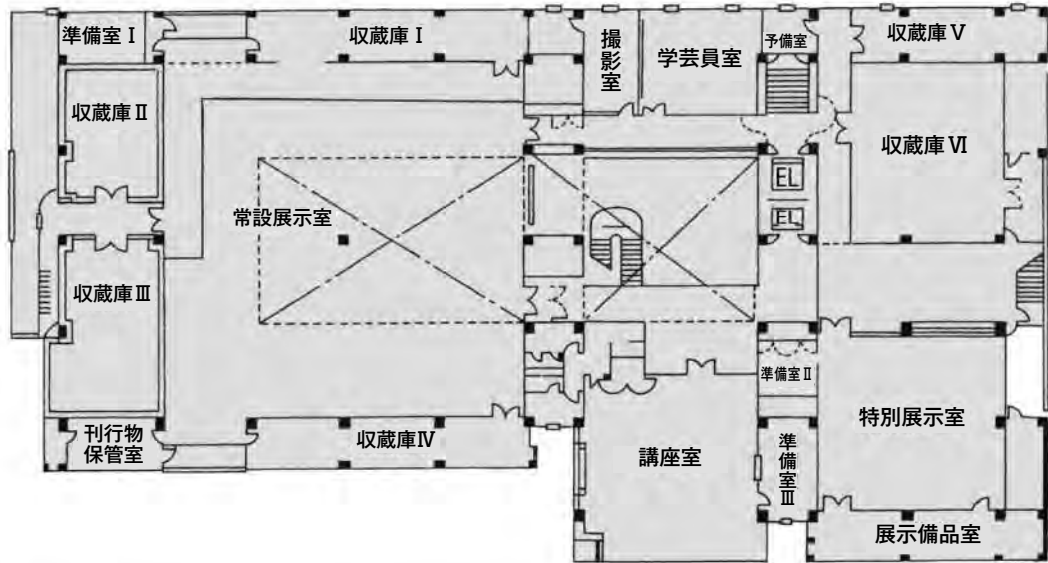 準備室Ⅰ
収蔵庫Ⅰ
撮影室
学芸員室
予備室
収蔵庫Ⅴ
収蔵庫Ⅱ
収蔵庫Ⅵ
EL
EL
常設展示室
収蔵庫Ⅲ
準備室Ⅱ
刊行物
保管室
収蔵庫Ⅳ
講座室
準備室Ⅲ
特別展示室
展示備品室